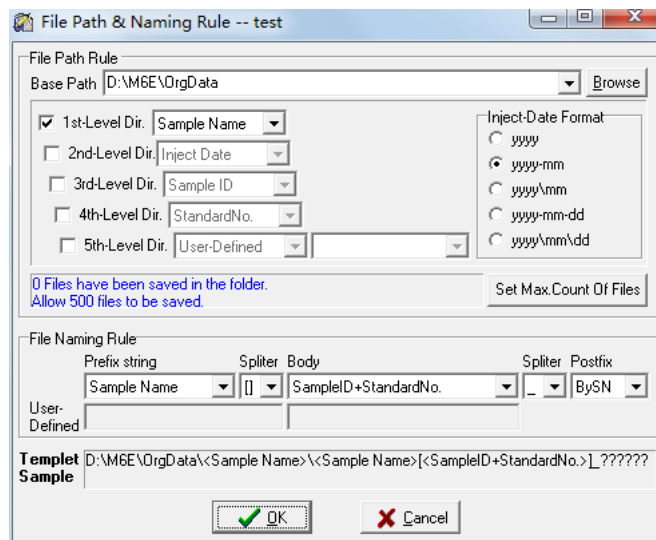 File Path & Naming Rule -- test
File Path Rule
Base Path D:\M6E\OrgData Browse
1st-Level Dir. Sample Name
2nd-Level Dir. Inject Date
3rd-Level Dir. Sample ID
4th-Level Dir. StandardNo.
5th-Level Dir. User-Defined
Inject-Date Format
yyyy
yyyy-mm
yyyy\mm
yyyy-mm-dd
yyyy\mm\dd
0 Files have been saved in the folder.
Allow 500 files to be saved.
Set Max.Count Of Files
File Naming Rule
Prefix string Spliter Body Spliter Postfix
Sample Name [] SampleID+StandardNo. _ BySN
User-
Defined
Templet D:\M6E\OrgData\<Sample Name>\<Sample Name>[<SampleID+StandardNo.>]_??????
Sample
OK Cancel